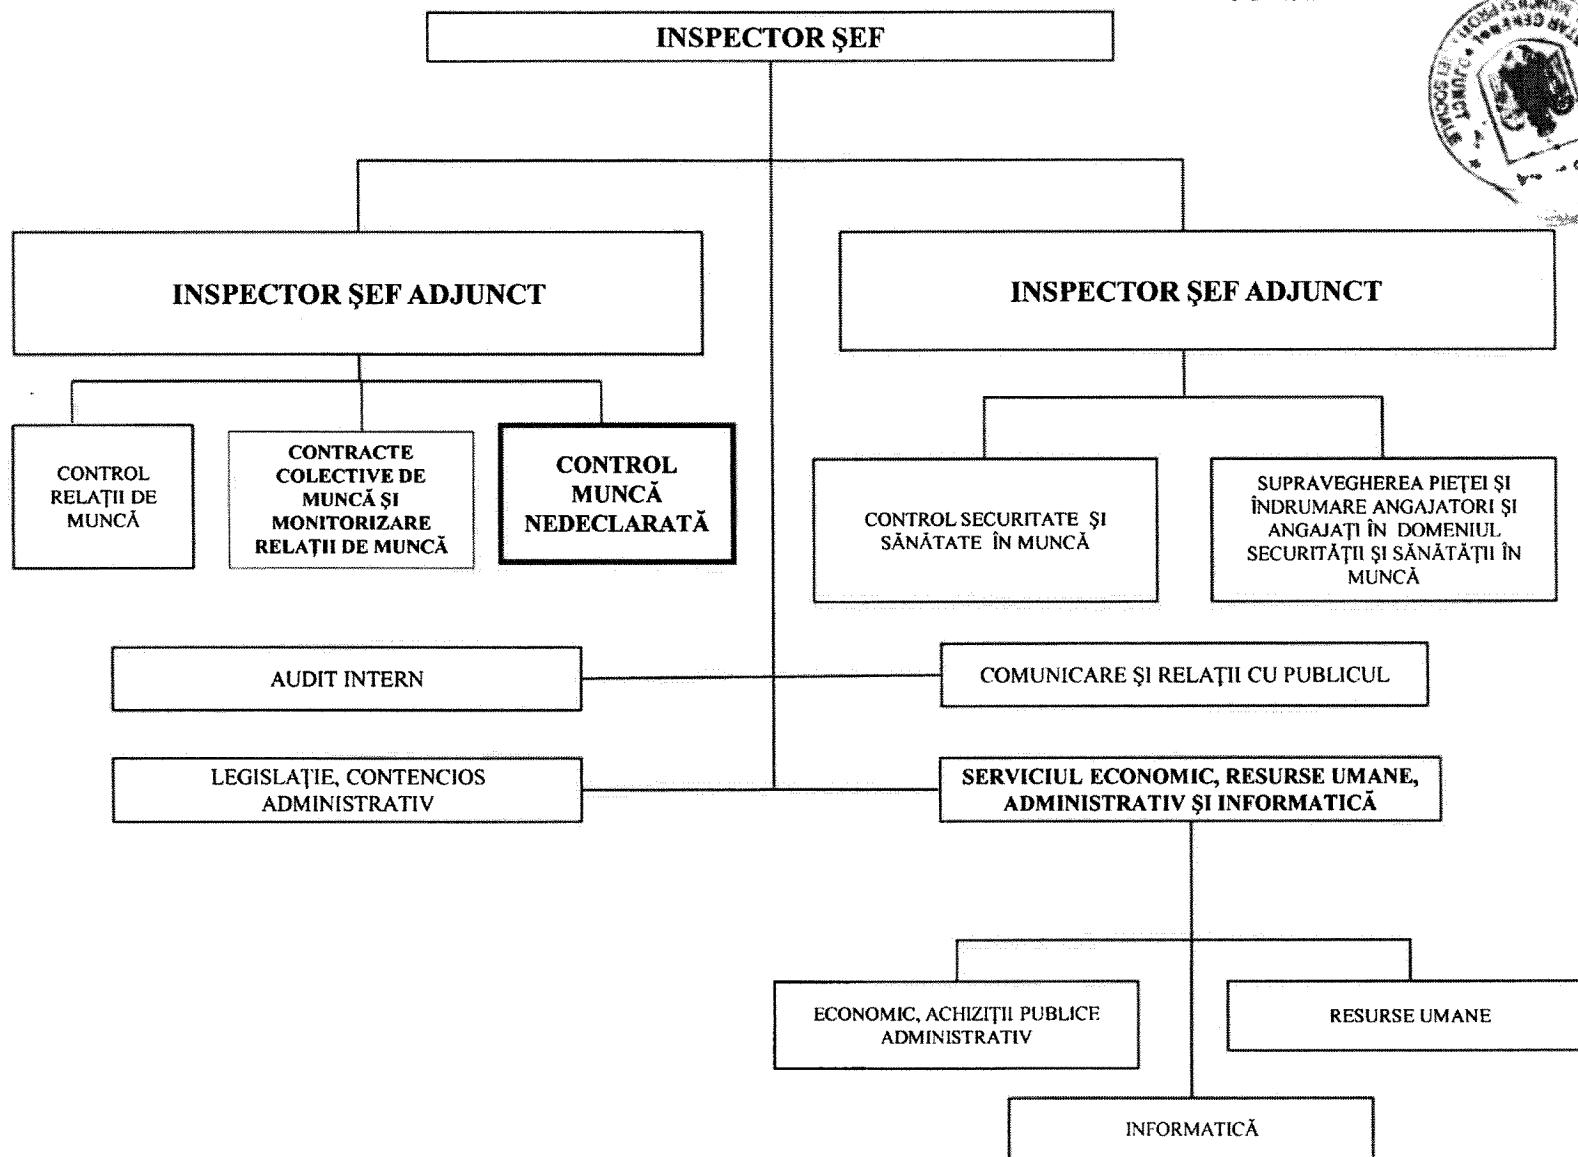 INSPECTOR ŞEF
INSPECTOR ŞEF ADJUNCT
INSPECTOR ŞEF ADJUNCT
CONTROL
RELAŢII DE
MUNCĂ
CONTRACTE
COLECTIVE DE
MUNCĂ ŞI
MONITORIZARE
RELAŢII DE MUNCĂ
CONTROL
MUNCĂ
NEDECLARATĂ
CONTROL SECURITATE ŞI
SĂNĂTATE ÎN MUNCĂ
SUPRAVEGHEREA PIEŢEI ŞI
ÎNDRUMARE ANGAJATORI ŞI
ANGAJAŢI ÎN DOMENIUL
SECURITĂŢII ŞI SĂNĂTĂŢII ÎN
MUNCĂ
AUDIT INTERN
COMUNICARE ŞI RELAŢII CU PUBLICUL
LEGISLAŢIE, CONTENCIOS
ADMINISTRATIV
SERVICIUL ECONOMIC, RESURSE UMANE,
ADMINISTRATIV ŞI INFORMATICĂ
ECONOMIC, ACHIZIŢII PUBLICE
ADMINISTRATIV
RESURSE UMANE
INFORMATICĂ